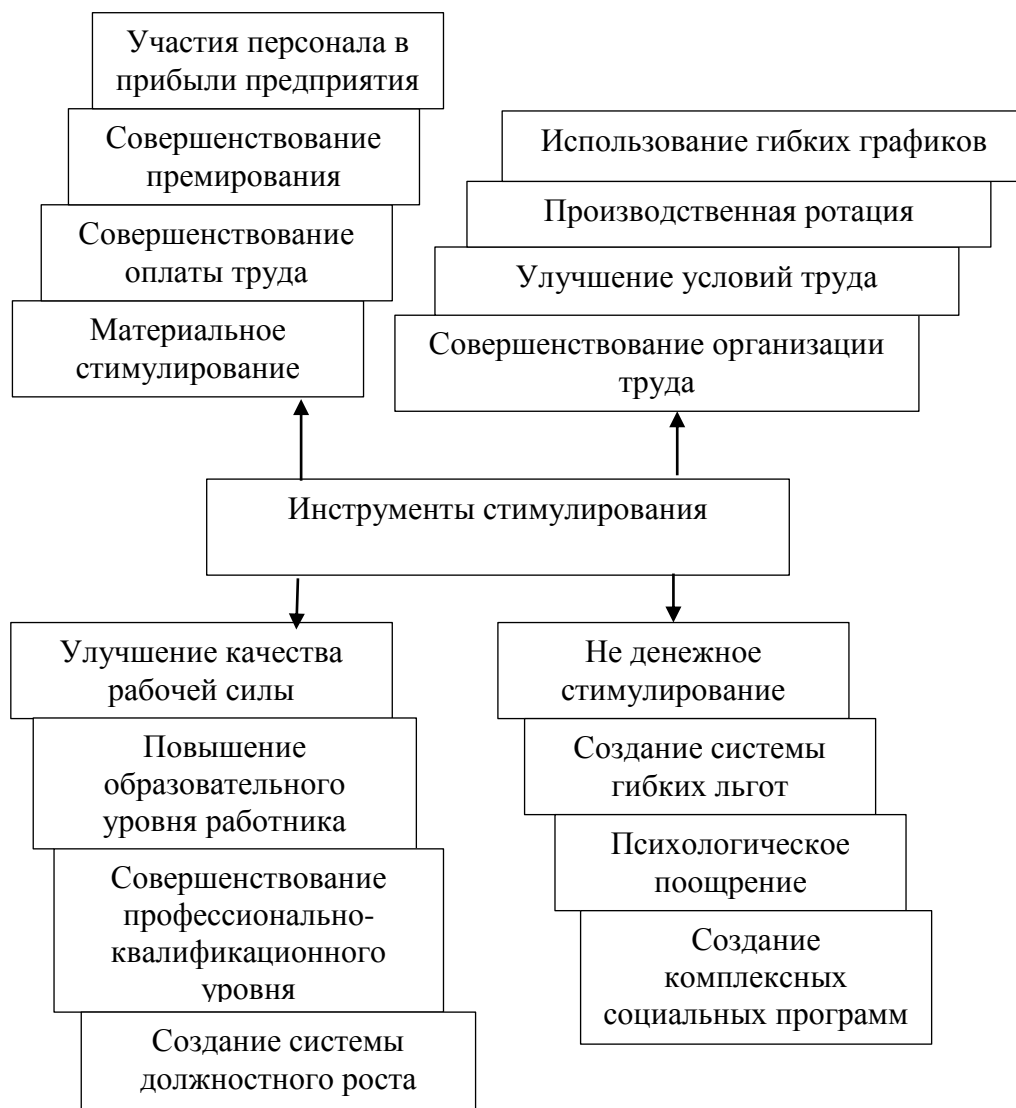 Участия персонала в
прибыли предприятия
Совершенствование
премирования
Совершенствование
оплаты труда
Материальное
стимулирование
Использование гибких графиков
Производственная ротация
Улучшение условий труда
Совершенствование организации
труда
Инструменты стимулирования
Улучшение качества
рабочей силы
Повышение
образовательного
уровня работника
Совершенствование
профессионально-
квалификационного
уровня
Создание системы
должностного роста
Не денежное
стимулирование
Создание системы
гибких льгот
Психологическое
поощрение
Создание
комплексных
социальных программ